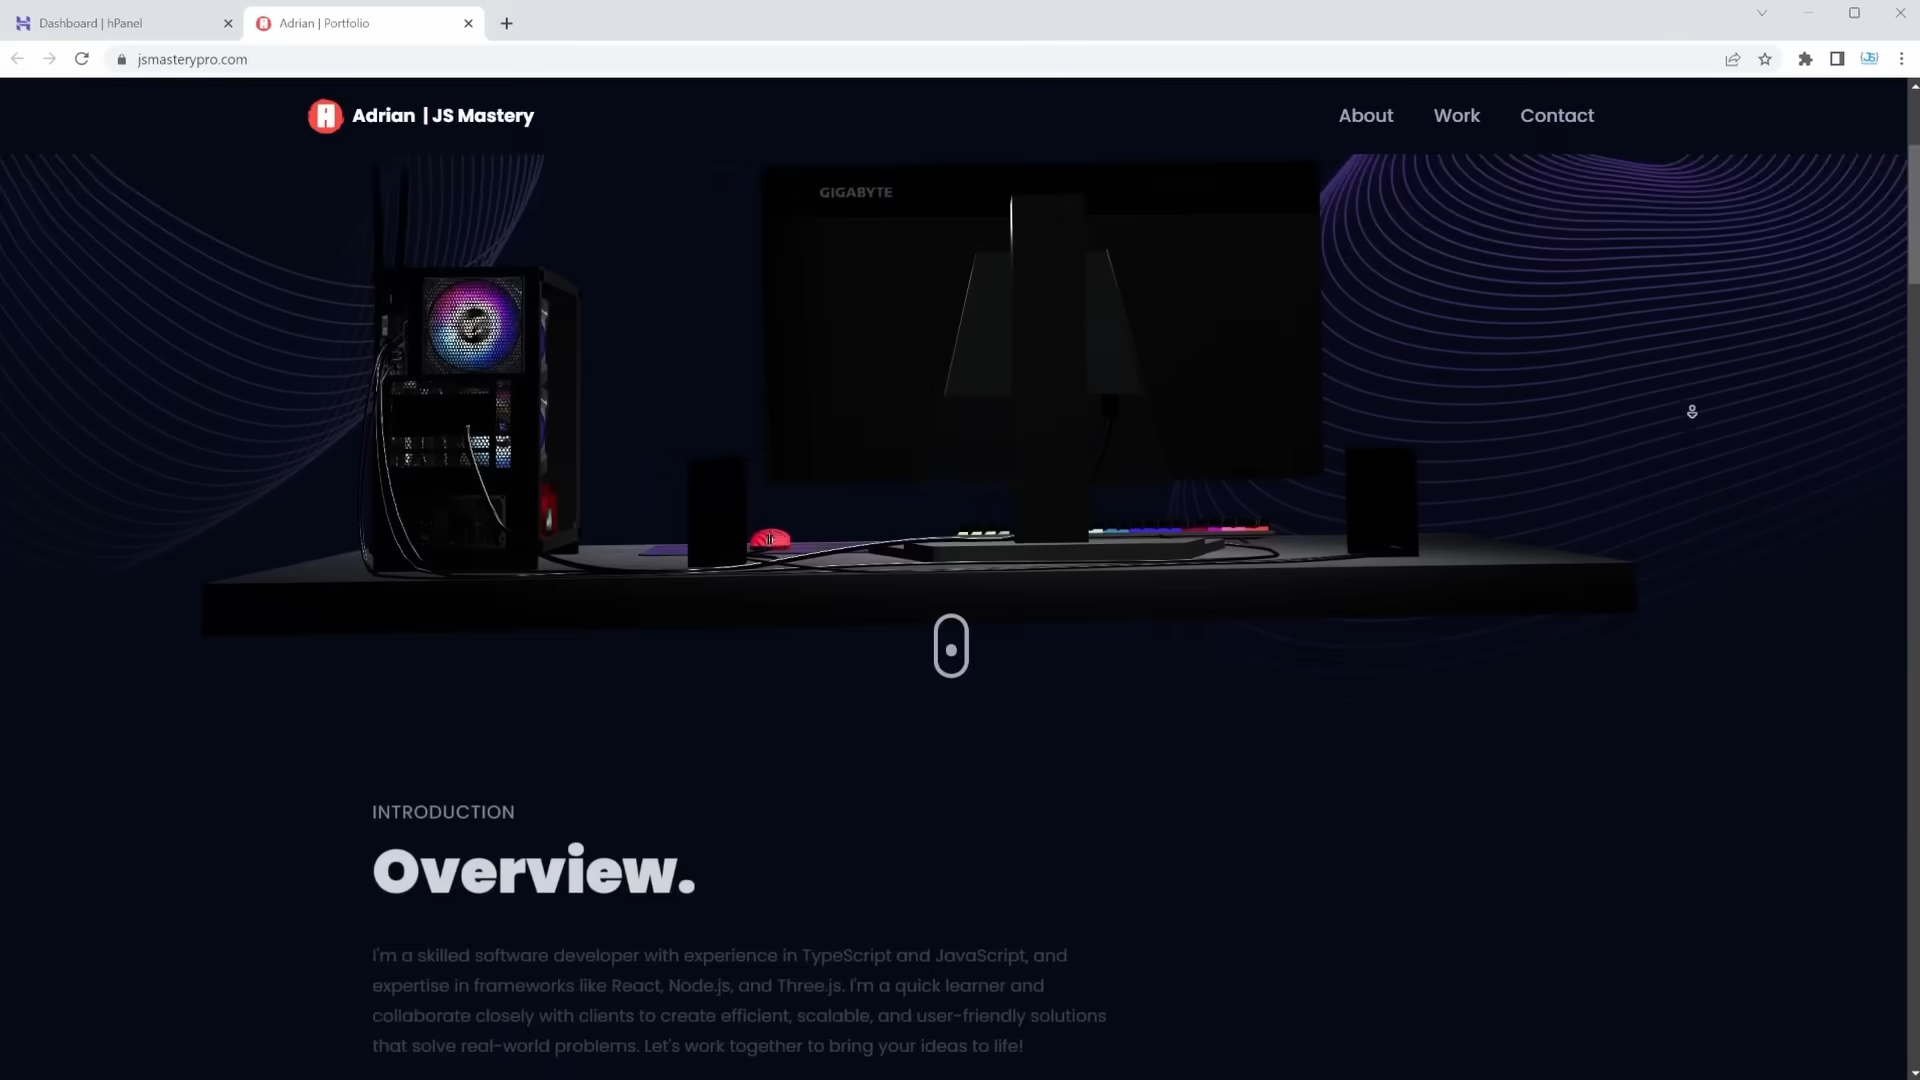 Dashboard | hPanel
Adrian | Portfolio
jsmasterypro.com
Adrian | JS Mastery
About
Work
Contact
GIGABYTE
INTRODUCTION
Overview.
I'm a skilled software developer with experience in TypeScript and JavaScript, and
expertise in frameworks like React, Node.js, and Three.js. I'm a quick learner and
collaborate closely with clients to create efficient, scalable, and user-friendly solutions
that solve real-world problems. Let's work together to bring your ideas to life!